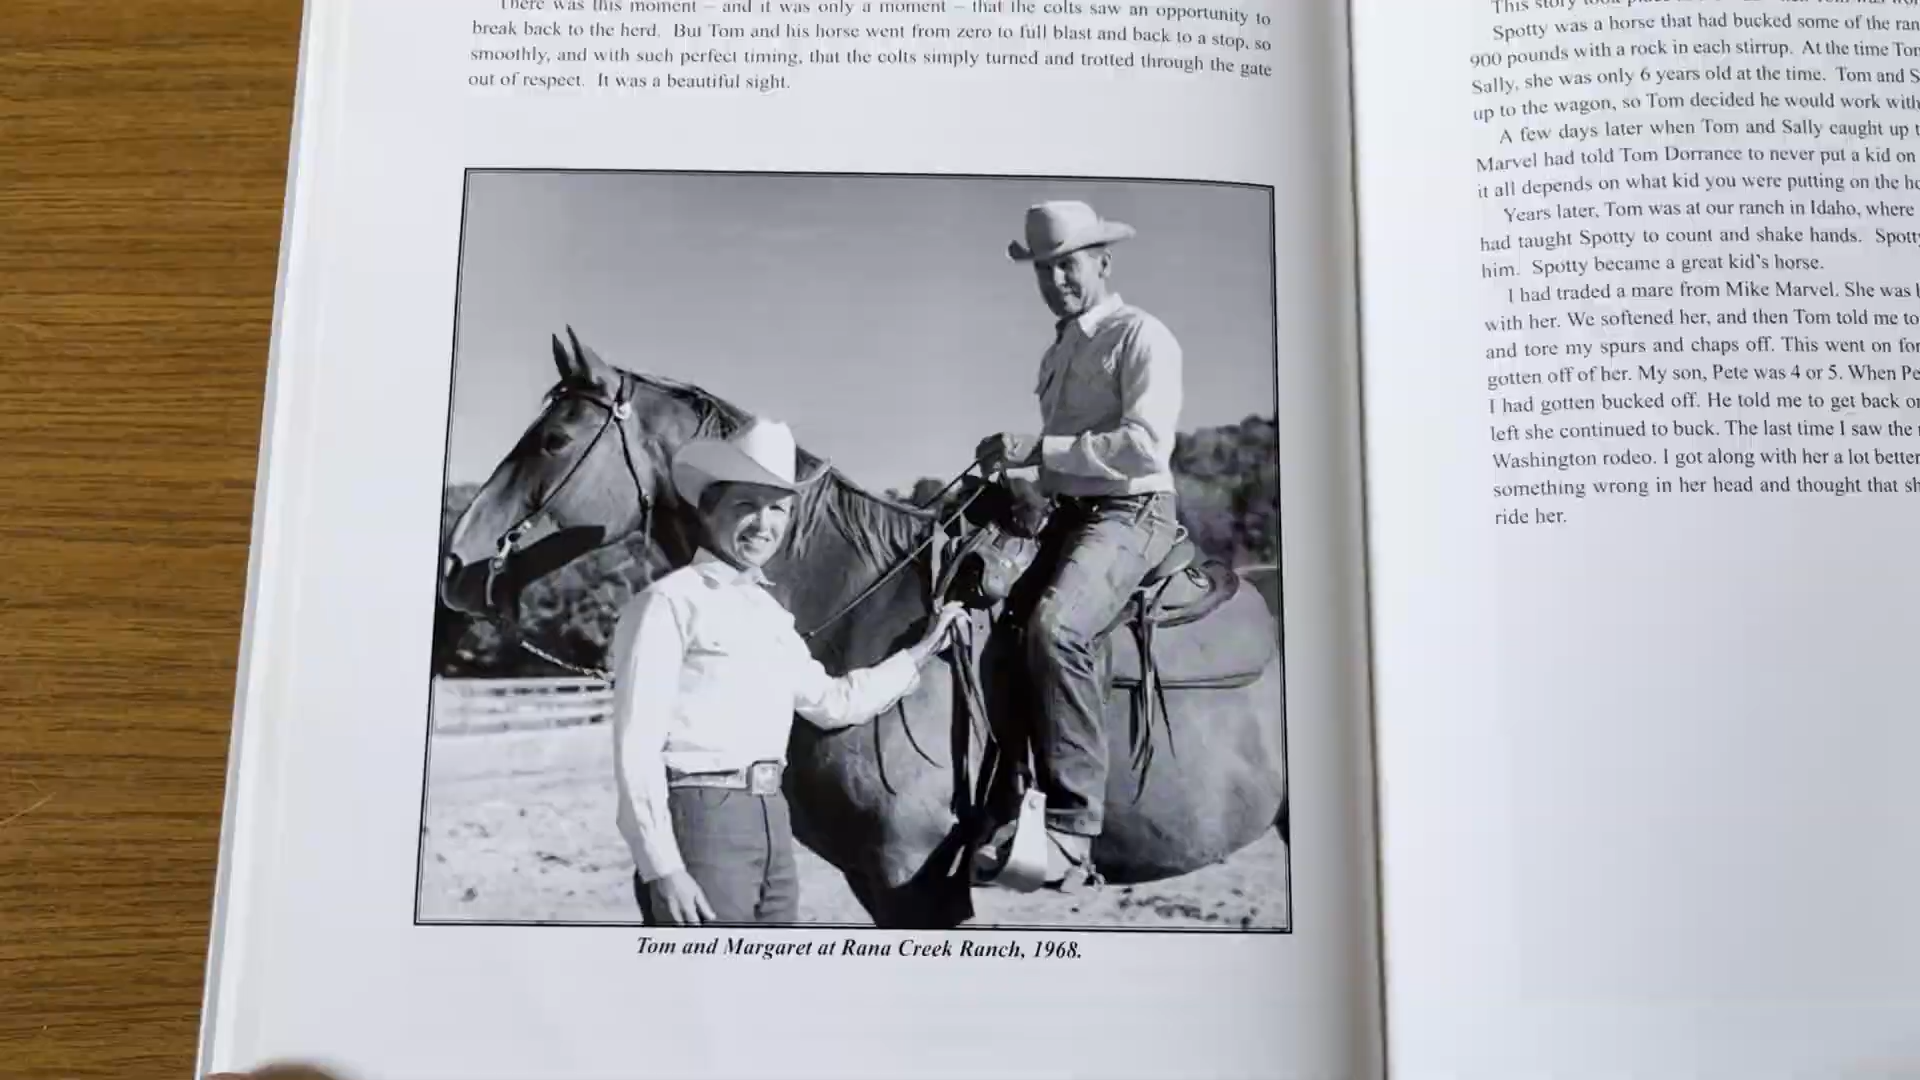 There was this moment – and it was only a moment – that the colts saw an opportunity to
break back to the herd. But Tom and his horse went from zero to full blast and back to a stop, so
smoothly, and with such perfect timing, that the colts simply turned and trotted through the gate
out of respect. It was a beautiful sight.
Tom and Margaret at Rana Creek Ranch, 1968.
This story took
Spotty was a horse that had bucked some of the
900 pounds with a rock in each stirrup. At the time
Sally, she was only 6 years old at the time. Tom and
up to the wagon, so Tom decided he would work with
A few days later when Tom and Sally caught up
Marvel had told Tom Dorrance to never put a kid on
it all depends on what kid you were putting on the
Years later, Tom was at our ranch in Idaho, where
had taught Spotty to count and shake hands.
him. Spotty became a great kid's horse.
I had traded a mare from Mike Marvel. She was
with her. We softened her, and then Tom told me to
and tore my spurs and chaps off. This went on
gotten off of her. My son, Pete was 4 or 5. When
I had gotten bucked off. He told me to get back
left she continued to buck. The last time I saw the
Washington rodeo. I got along with her a lot better
something wrong in her head and thought that
ride her.